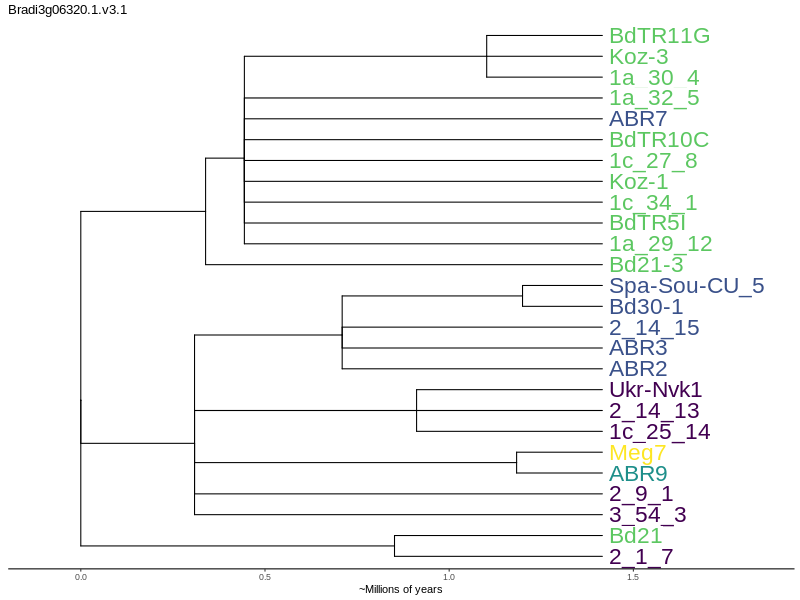 Bradi3g06320.1.v3.1
BdTR11G
Koz-3
1a_30_4
1a_32_5
ABR7
BdTR10C
1c_27_8
Koz-1
1c_34_1
BdTR5I
1a_29_12
Bd21-3
Spa-Sou-CU_5
Bd30-1
2_14_15
ABR3
ABR2
Ukr-Nvk1
2_14_13
1c_25_14
Meg7
ABR9
2_9_1
3_54_3
Bd21
2_1_7
0.0 0.5 1.0 1.5
~Millions of years